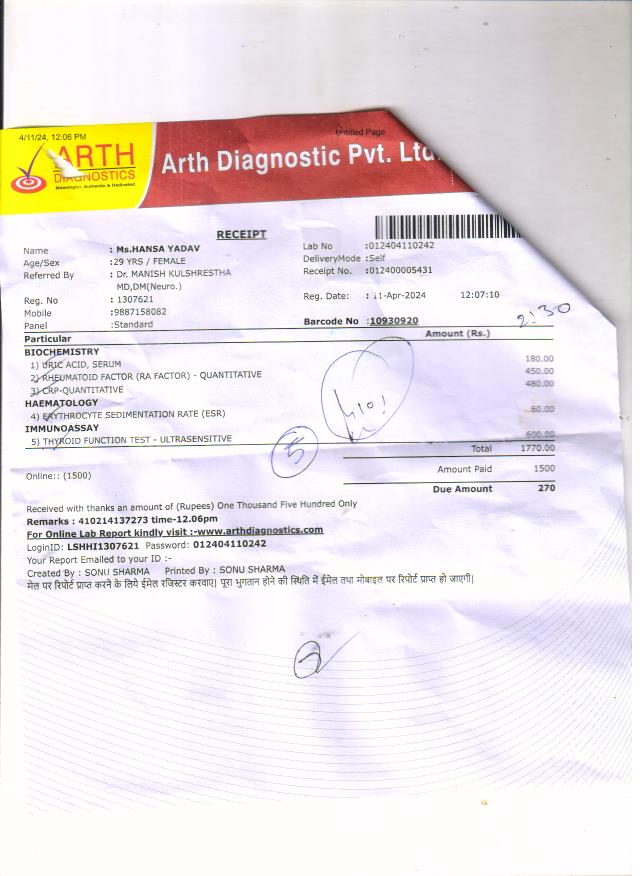 4/11/24, 12:06 PM
Untitled Page
ARTH
DIAGNOSTICS
Meaningful, Authentic & Dedicated
Arth Diagnostic Pvt. Ltd.
RECEIPT
Name : Ms.HANSA YADAV
Lab No :012404110242
Age/Sex :29 YRS / FEMALE
DeliveryMode :Self
Referred By : Dr. MANISH KULSHRESTHA
Receipt No. :012400005431
MD,DM(Neuro.)
Reg. No : 1307621
Reg. Date: : 11-Apr-2024 12:07:10
Mobile :9887158082
Panel :Standard
Barcode No :10930920
2:30
Particular Amount (Rs.)
BIOCHEMISTRY
1) URIC ACID, SERUM 180.00
2) RHEUMATOID FACTOR (RA FACTOR) - QUANTITATIVE 450.00
3) CRP-QUANTITATIVE 480.00
HAEMATOLOGY
4) ERYTHROCYTE SEDIMENTATION RATE (ESR) 60.00
IMMUNOASSAY
5) THYROID FUNCTION TEST - ULTRASENSITIVE 600.00
5
Total 1770.00
Online:: (1500)
Amount Paid 1500
Due Amount 270
Received with thanks an amount of (Rupees) One Thousand Five Hundred Only
Remarks : 410214137273 time-12.06pm
For Online Lab Report kindly visit :-www.arthdiagnostics.com
LoginID: LSHHI1307621 Password: 012404110242
Your Report Emailed to your ID :-
Created By : SONU SHARMA Printed By : SONU SHARMA
मेल पर रिपोर्ट प्राप्त करने के लिये ईमेल रजिस्टर करवाए| पूरा भुगतान होने की स्थिति में ईमेल तथा मोबाइल पर रिपोर्ट प्राप्त हो जाएगी|